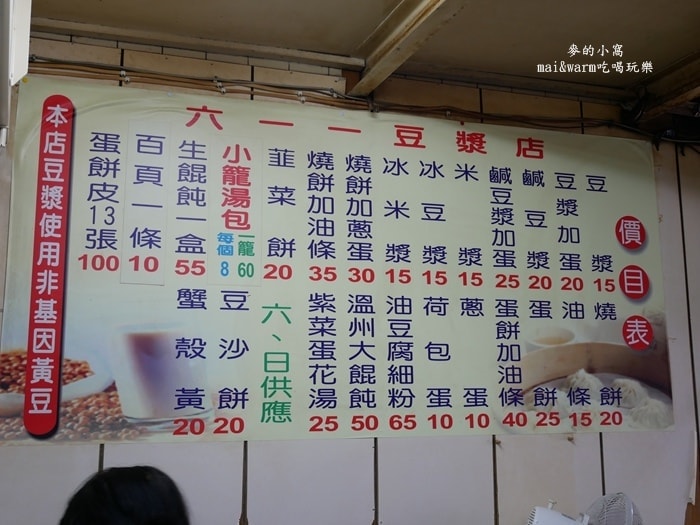 麥的小窩
mai&warm吃喝玩樂
六一一豆漿店
價目表
豆漿 15
豆漿加蛋 20
鹹豆漿 20
鹹豆漿加蛋 25
米漿 15
冰豆漿 15
冰米漿 15
燒餅加蔥蛋 30
燒餅加油條 35
韮菜餅 20
小籠湯包 一籠60 每個8
生餛飩一盒 55
百頁一條 10
蛋餅皮13張 100
燒餅 20
油條 15
蛋餅 25
蛋餅加油條 40
蔥蛋 10
荷包蛋 10
油豆腐細粉 65
溫州大餛飩 50
紫菜蛋花湯 25
六、日供應
豆沙餅 20
蟹殼黃 20
本店豆漿使用非基因黃豆